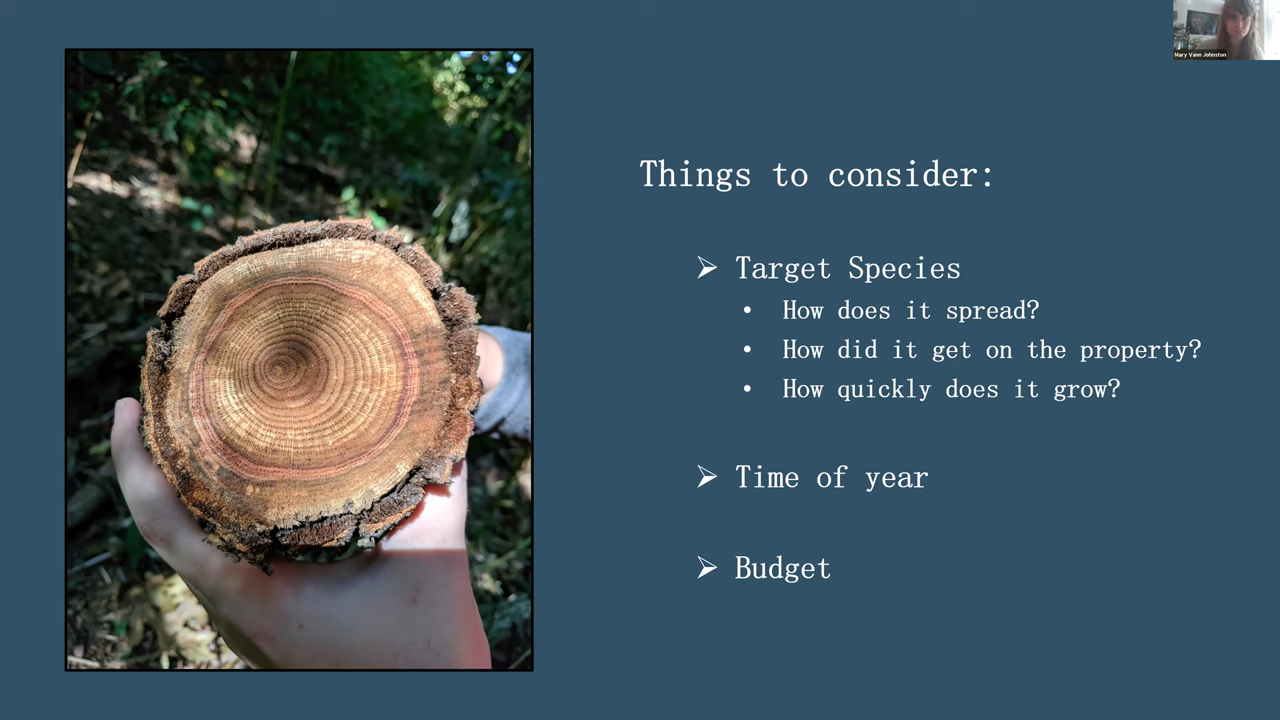 Mary Vann Johnston
Things to consider:
➢ Target Species
• How does it spread?
• How did it get on the property?
• How quickly does it grow?
➢ Time of year
➢ Budget